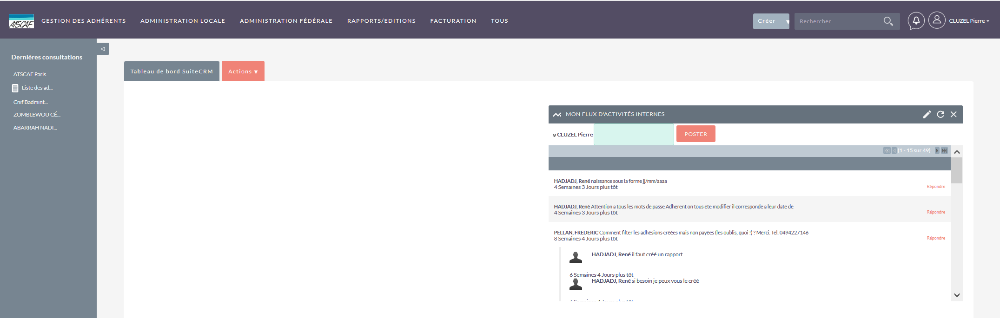 ATSCAF
GESTION DES ADHÉRENTS
ADMINISTRATION LOCALE
ADMINISTRATION FÉDÉRALE
RAPPORTS/EDITIONS
FACTURATION
TOUS
Créer
Rechercher...
CLUZEL Pierre
Dernières consultations
ATSCAF Paris
Liste des ad...
Cnif Badmint...
ZOMBLEWOU CÉ...
ABARRAH NADI...
Tableau de bord SuiteCRM
Actions
MON FLUX D'ACTIVITÉS INTERNES
CLUZEL Pierre
POSTER
(1 - 15 sur 49)
HADJADJ, René naissance sous la forme jj/mm/aaaa
4 Semaines 3 Jours plus tôt
Répondre
HADJADJ, René Attention a tous les mots de passe Adherent on tous ete modifier il corresponde a leur date de
4 Semaines 3 Jours plus tôt
Répondre
PELLAN, FREDERIC Comment filter les adhésions créées mais non payées (les oublis, quoi !) ? Merci. Tel. 0494227146
8 Semaines 4 Jours plus tôt
Répondre
HADJADJ, René il faut créé un rapport
6 Semaines 4 Jours plus tôt
HADJADJ, René si besoin je peux vous le créé
6 Semaines 4 Jours plus tôt